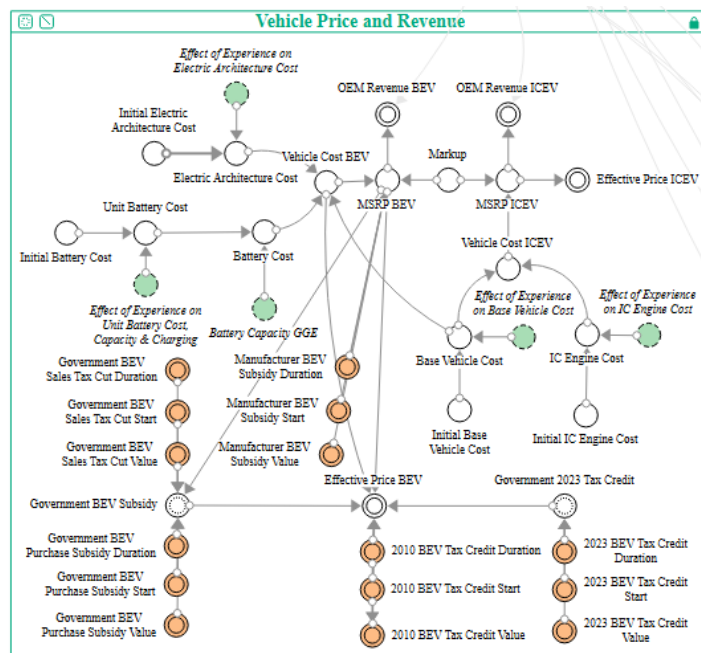 Vehicle Price and Revenue
Effect of Experience on
Electric Architecture Cost
OEM Revenue BEV
OEM Revenue ICEV
Initial Electric
Architecture Cost
Electric Architecture Cost
Vehicle Cost BEV
Markup
MSRP BEV
MSRP ICEV
Effective Price ICEV
Unit Battery Cost
Initial Battery Cost
Battery Cost
Vehicle Cost ICEV
Effect of Experience on
Unit Battery Cost,
Capacity & Charging
Battery Capacity GGE
Effect of Experience
on Base Vehicle Cost
Effect of Experience
on IC Engine Cost
Base Vehicle Cost
IC Engine Cost
Initial Base
Vehicle Cost
Initial IC Engine Cost
Government BEV
Sales Tax Cut Duration
Government BEV
Sales Tax Cut Start
Government BEV
Sales Tax Cut Value
Manufacturer BEV
Subsidy Duration
Manufacturer BEV
Subsidy Start
Manufacturer BEV
Subsidy Value
Government BEV Subsidy
Effective Price BEV
Government 2023 Tax Credit
Government BEV
Purchase Subsidy Duration
Government BEV
Purchase Subsidy Start
Government BEV
Purchase Subsidy Value
2010 BEV Tax Credit Duration
2010 BEV Tax Credit Start
2010 BEV Tax Credit Value
2023 BEV Tax Credit
Duration
2023 BEV Tax Credit
Start
2023 BEV Tax Credit
Value